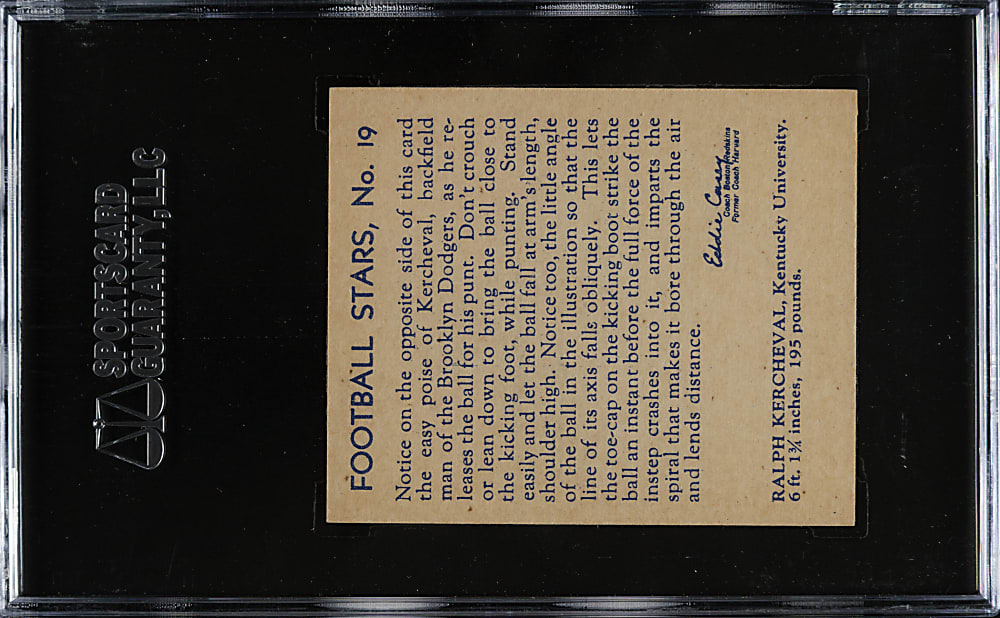 SPORTSCARD
GUARANTY, LLC
FOOTBALL STARS, No. 19
Notice on the opposite side of this card
the easy poise of Kercheval, backfield
man of the Brooklyn Dodgers, as he re-
leases the ball for his punt. Don't crouch
or lean down to bring the ball close to
the kicking foot, while punting. Stand
easily and let the ball fall at arm's length,
shoulder high. Notice too, the little angle
of the ball in the illustration so that the
line of its axis falls obliquely. This lets
the toe-cap on the kicking boot strike the
ball an instant before the full force of the
instep crashes into it, and imparts the
spiral that makes it bore through the air
and lends distance.
Eddie Casey
Coach Boston Redskins
Former Coach Harvard
RALPH KERCHEVAL, Kentucky University.
6 ft. 1¾ inches, 195 pounds.